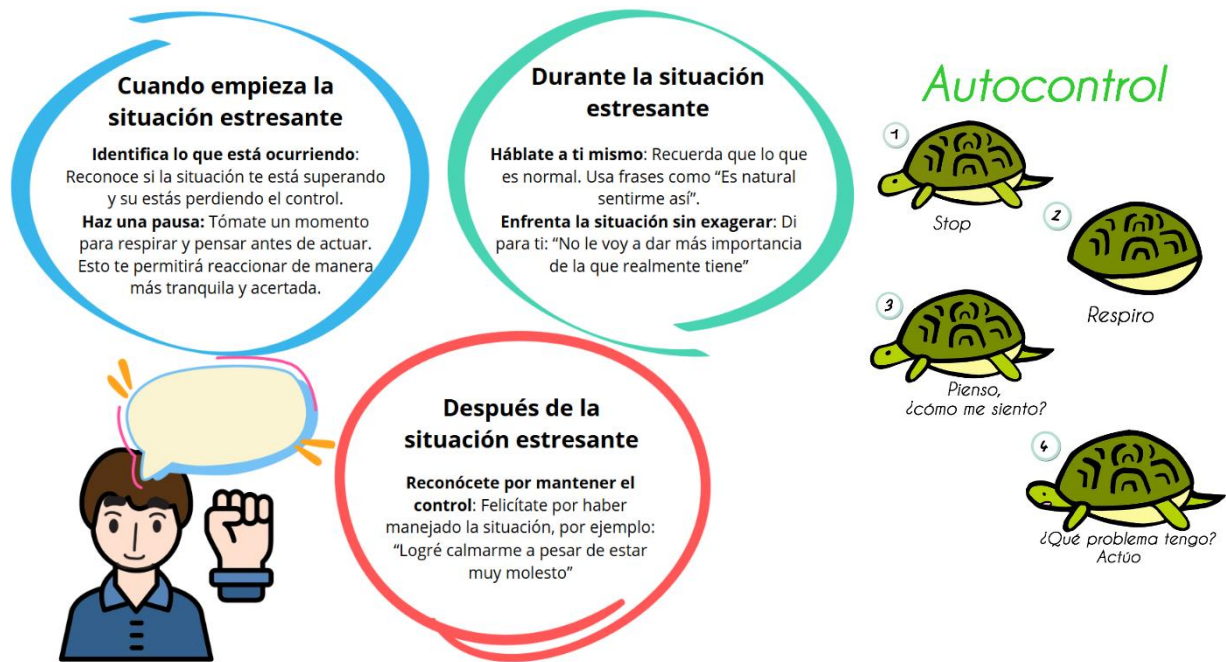 Cuando empieza la
situación estresante
Identifica lo que está ocurriendo:
Reconoce si la situación te está superando
y su estás perdiendo el control.
Haz una pausa: Tómate un momento
para respirar y pensar antes de actuar.
Esto te permitirá reaccionar de manera
más tranquila y acertada.
Durante la situación
estresante
Háblate a ti mismo: Recuerda que lo que
es normal. Usa frases como “Es natural
sentirme así”.
Enfrenta la situación sin exagerar: Di
para ti: “No le voy a dar más importancia
de la que realmente tiene”
Después de la
situación estresante
Reconócete por mantener el
control: Felicítate por haber
manejado la situación, por ejemplo:
“Logré calmarme a pesar de estar
muy molesto”
Autocontrol
1
Stop
2
Respiro
3
Pienso,
¿cómo me siento?
4
¿Qué problema tengo?
Actúo